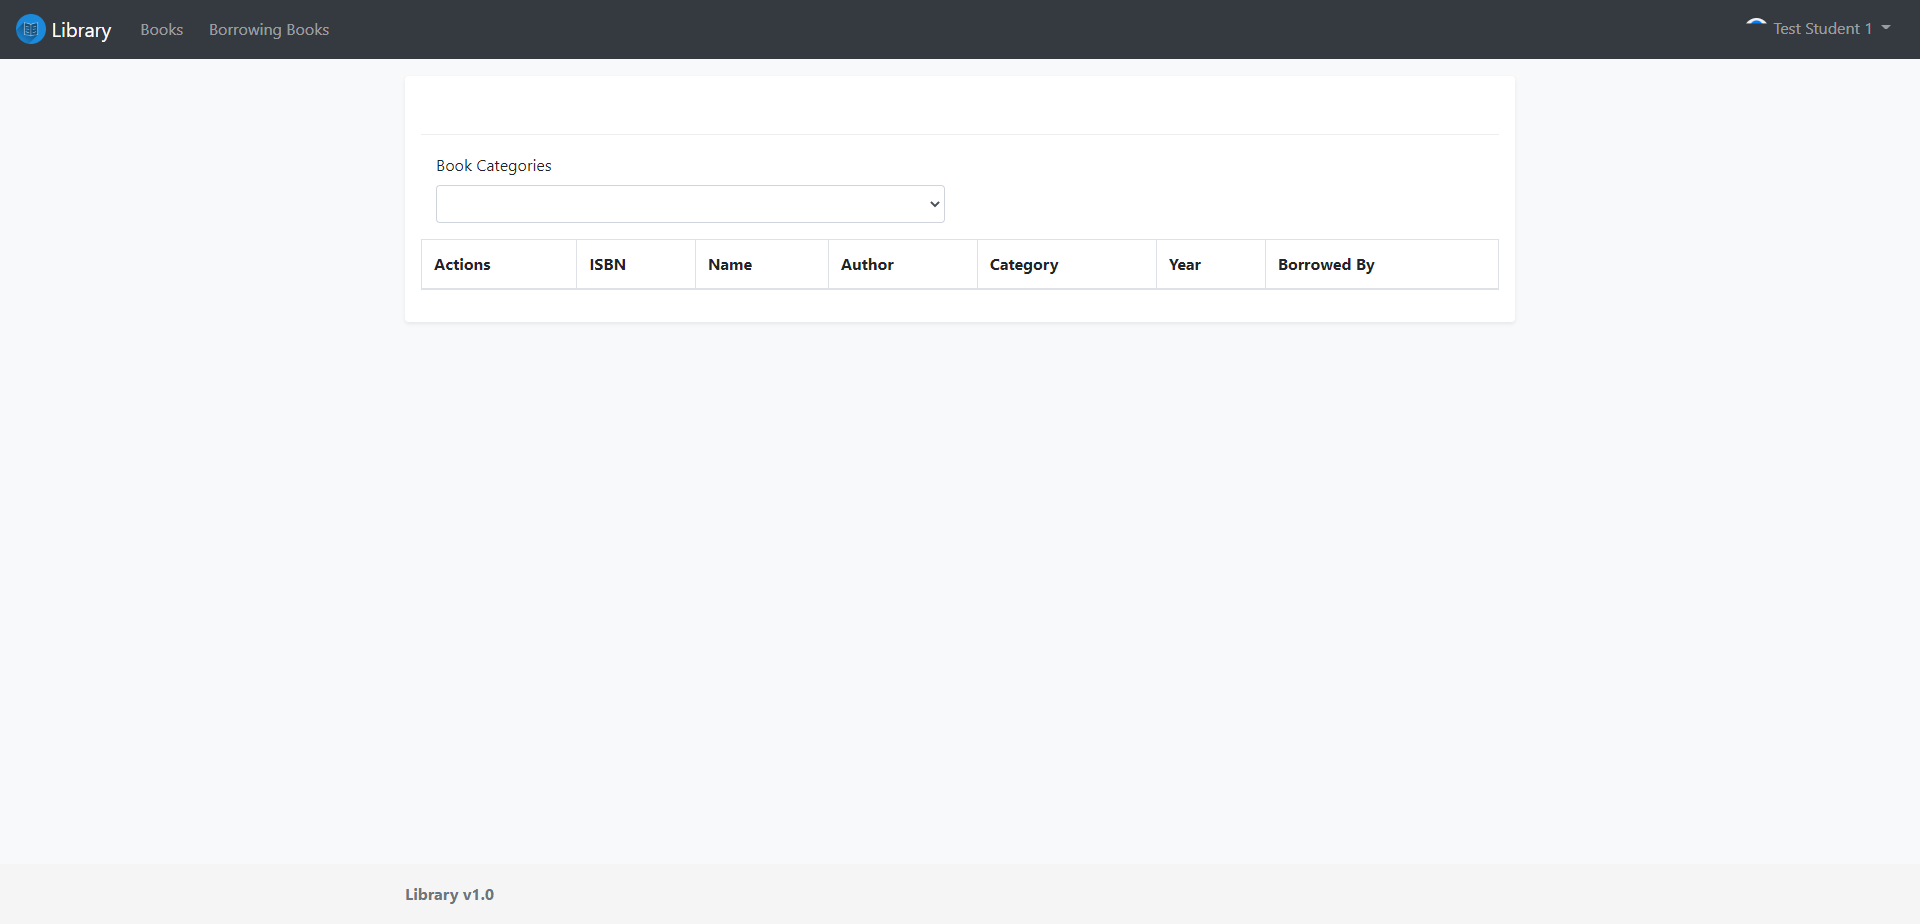 Library Books Borrowing Books Test Student 1
Book Categories
Actions ISBN Name Author Category Year Borrowed By
Library v1.0